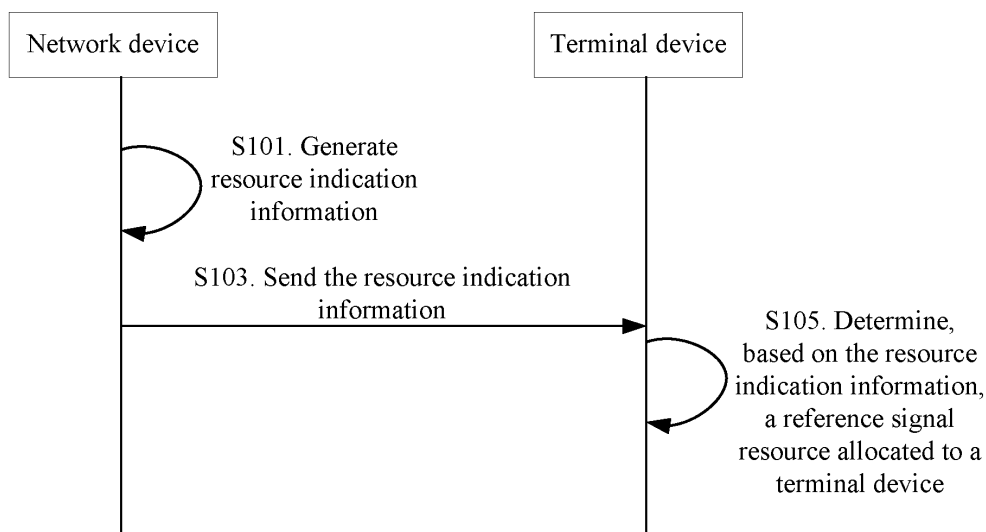 Network device
Terminal device
S101. Generate
resource indication
information
S103. Send the resource indication
information
S105. Determine,
based on the resource
indication information,
a reference signal
resource allocated to a
terminal device